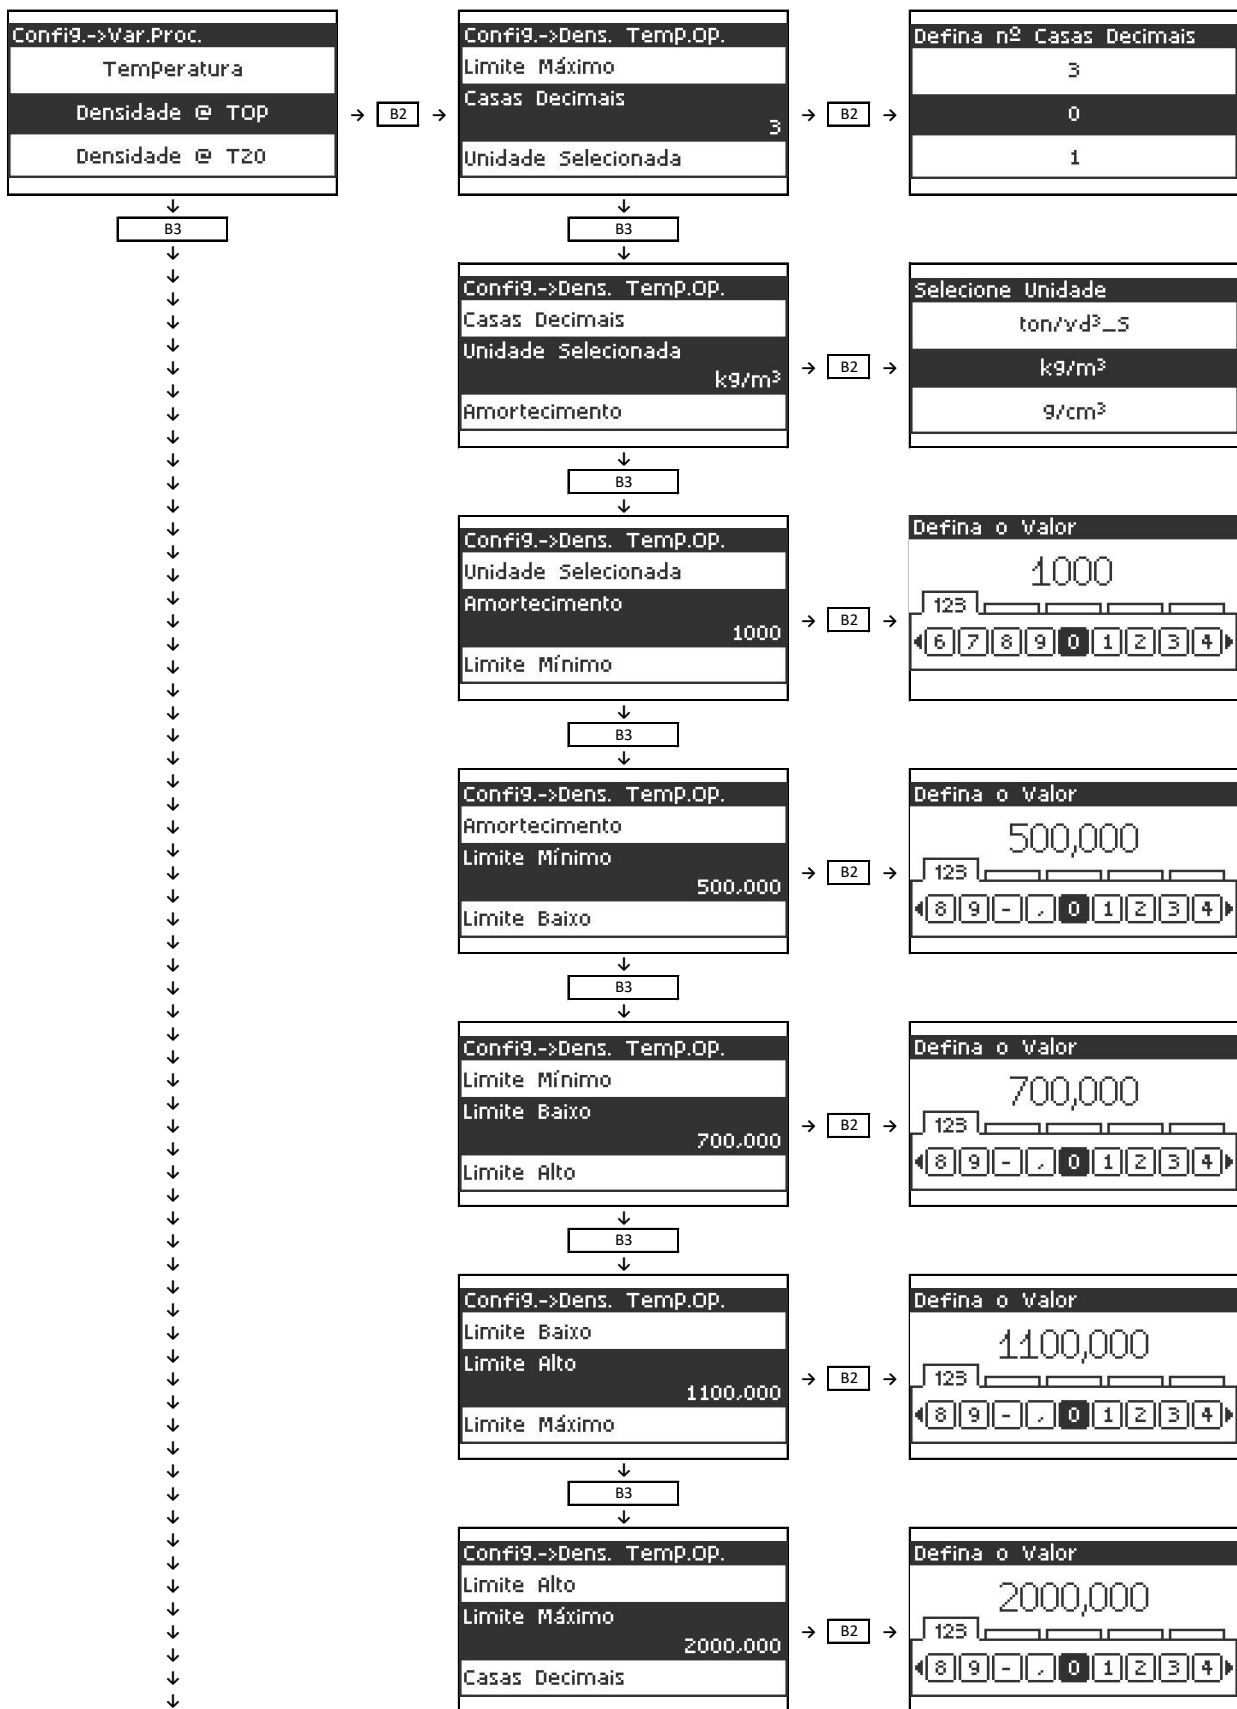 Config.->Var.Proc.
Temperatura
Densidade @ TOP
Densidade @ T20
→ B2 →
Config.->Dens. Temp.Op.
Limite Máximo
Casas Decimais
3
Unidade Selecionada
→ B2 →
Defina nº Casas Decimais
3
0
1
B3
B3
Config.->Dens. Temp.Op.
Casas Decimais
Unidade Selecionada
kg/m³
Amortecimento
→ B2 →
Selecione Unidade
ton/yd³_S
kg/m³
g/cm³
B3
Config.->Dens. Temp.Op.
Unidade Selecionada
Amortecimento
1000
Limite Mínimo
→ B2 →
Defina o Valor
1000
123
6 7 8 9 0 1 2 3 4
B3
Config.->Dens. Temp.Op.
Amortecimento
Limite Mínimo
500,000
Limite Baixo
→ B2 →
Defina o Valor
500,000
123
8 9 - , 0 1 2 3 4
B3
Config.->Dens. Temp.Op.
Limite Mínimo
Limite Baixo
700,000
Limite Alto
→ B2 →
Defina o Valor
700,000
123
8 9 - , 0 1 2 3 4
B3
Config.->Dens. Temp.Op.
Limite Baixo
Limite Alto
1100,000
Limite Máximo
→ B2 →
Defina o Valor
1100,000
123
8 9 - , 0 1 2 3 4
B3
Config.->Dens. Temp.Op.
Limite Alto
Limite Máximo
2000,000
Casas Decimais
→ B2 →
Defina o Valor
2000,000
123
8 9 - , 0 1 2 3 4